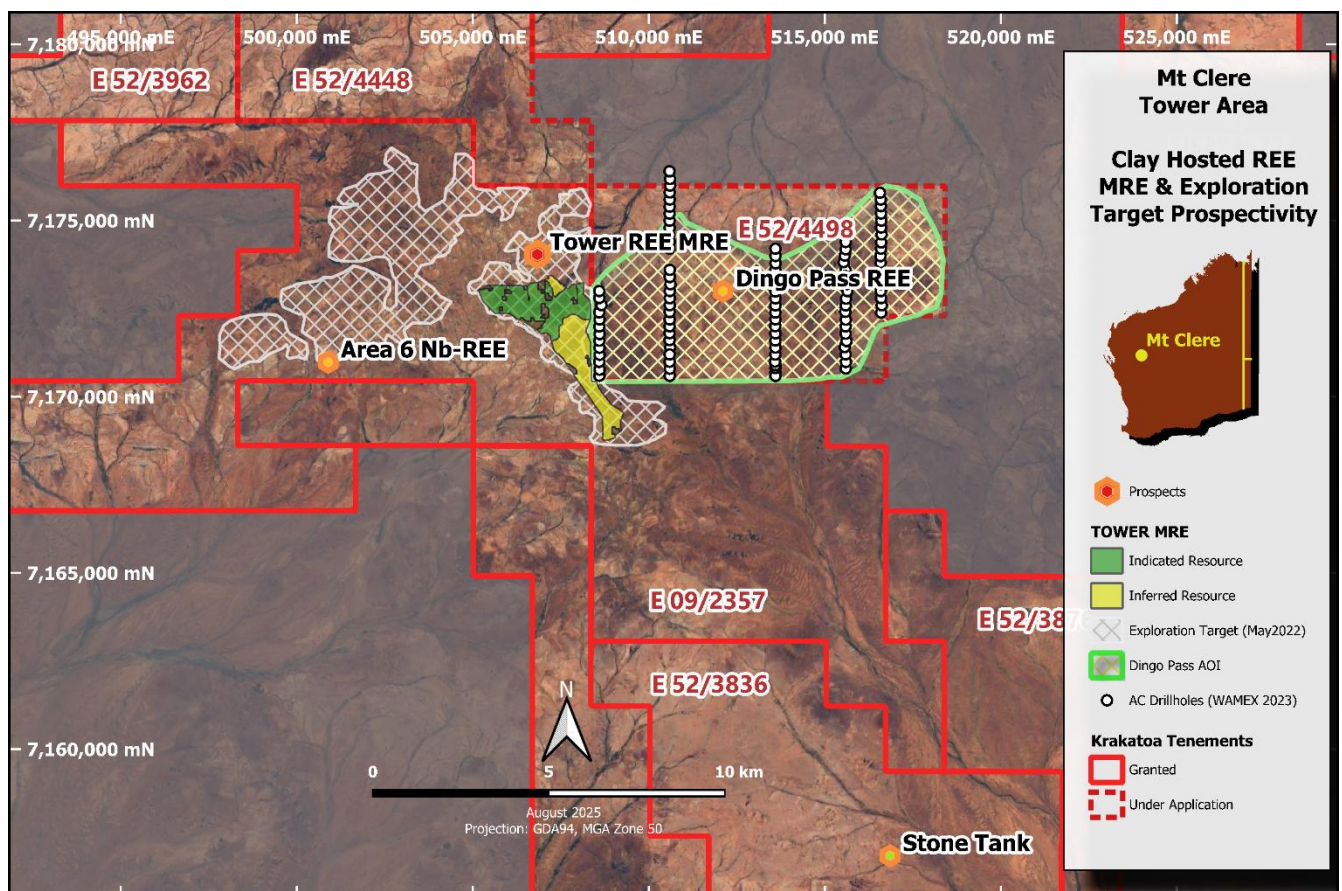 495,000 mE
500,000 mE
505,000 mE
510,000 mE
515,000 mE
520,000 mE
525,000 mE
7,180,000 mN
7,175,000 mN
7,170,000 mN
7,165,000 mN
7,160,000 mN
E 52/3962
E 52/4448
E 52/4498
Tower REE MRE
Dingo Pass REE
Area 6 Nb-REE
E 09/2357
E 52/3836
Stone Tank
N
0
5
10 km
August 2025
Projection: GDA94, MGA Zone 50
Mt Clere
Tower Area
Clay Hosted REE
MRE & Exploration
Target Prospectivity
Mt Clere
Prospects
TOWER MRE
Indicated Resource
Inferred Resource
Exploration Target (May2022)
Dingo Pass AOI
AC Drillholes (WAMEX 2023)
Krakatoa Tenements
Granted
Under Application